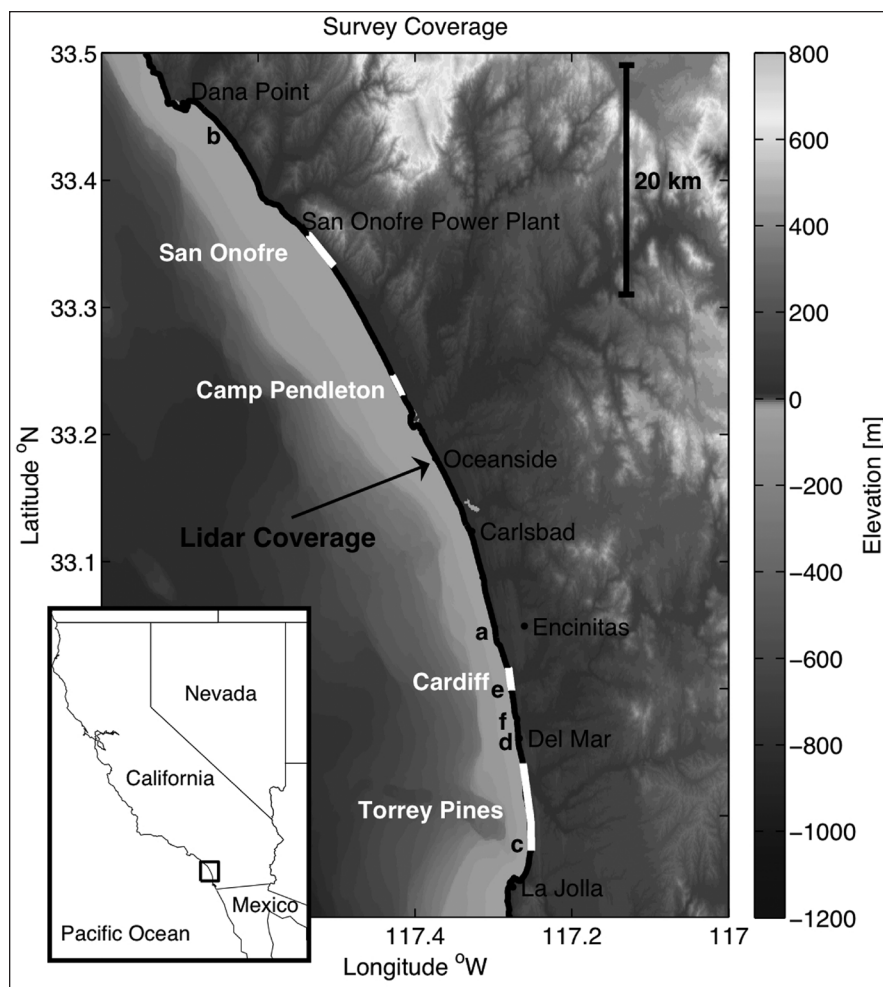 Survey Coverage
33.5
33.4
33.3
33.2
33.1
Latitude °N
Dana Point
b
San Onofre Power Plant
San Onofre
20 km
Camp Pendleton
Oceanside
Lidar Coverage
Carlsbad
a
Encinitas
Cardiff
e
f
d
Del Mar
Torrey Pines
c
La Jolla
Nevada
California
Mexico
Pacific Ocean
117.4
117.2
117
Longitude °W
800
600
400
200
0
−200
−400
−600
−800
−1000
−1200
Elevation [m]